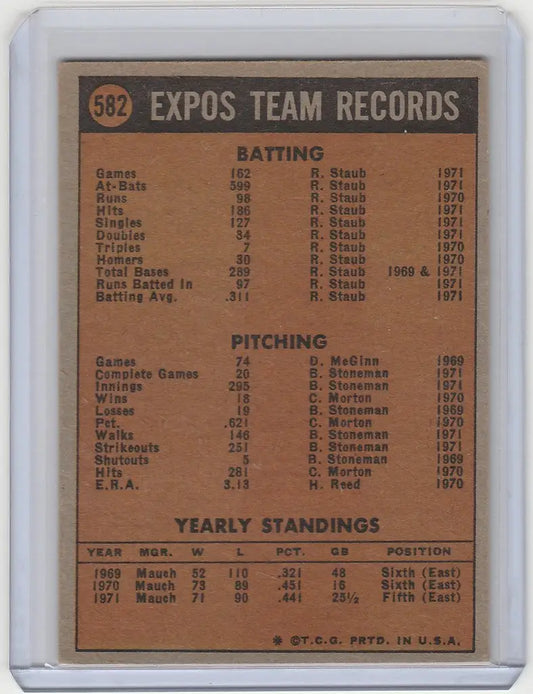 582 EXPOS TEAM RECORDS
BATTING
Games 162 R. Staub 1971
At-Bats 599 R. Staub 1971
Runs 98 R. Staub 1970
Hits 186 R. Staub 1971
Singles 127 R. Staub 1971
Doubles 34 R. Staub 1971
Triples 7 R. Staub 1970
Homers 30 R. Staub 1970
Total Bases 289 R. Staub 1969 & 1971
Runs Batted In 97 R. Staub 1971
Batting Avg. .311 R. Staub 1971
PITCHING
Games 74 D. McGinn 1969
Complete Games 20 B. Stoneman 1971
Innings 295 B. Stoneman 1971
Wins 18 C. Morton 1970
Losses 19 B. Stoneman 1969
Pct. .621 C. Morton 1970
Walks 146 B. Stoneman 1971
Strikeouts 251 B. Stoneman 1971
Shutouts 5 B. Stoneman 1969
Hits 281 C. Morton 1970
E.R.A. 3.13 H. Reed 1970
YEARLY STANDINGS
YEAR MGR. W L PCT. GB POSITION
1969 Mauch 52 110 .321 48 Sixth (East)
1970 Mauch 73 89 .451 16 Sixth (East)
1971 Mauch 71 90 .441 25½ Fifth (East)
* ©T.C.G. PRTD. IN U.S.A.